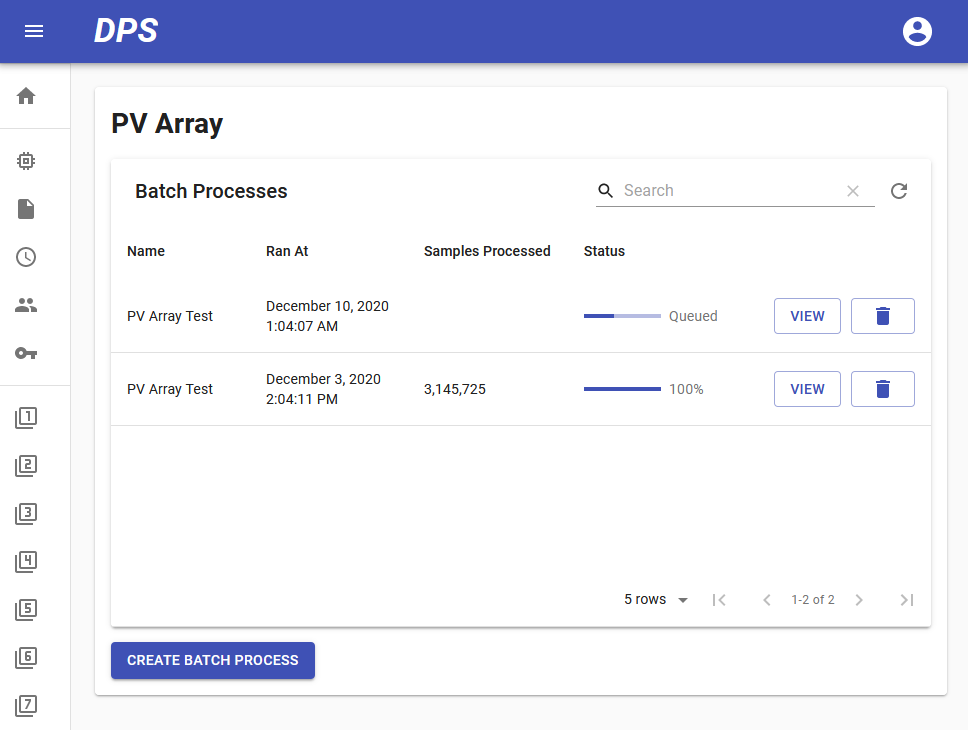 DPS
PV Array
Batch Processes
Search
Name Ran At Samples Processed Status
PV Array Test December 10, 2020 1:04:07 AM Queued VIEW
PV Array Test December 3, 2020 2:04:11 PM 3,145,725 100% VIEW
5 rows 1-2 of 2
CREATE BATCH PROCESS
1
2
3
4
5
6
7